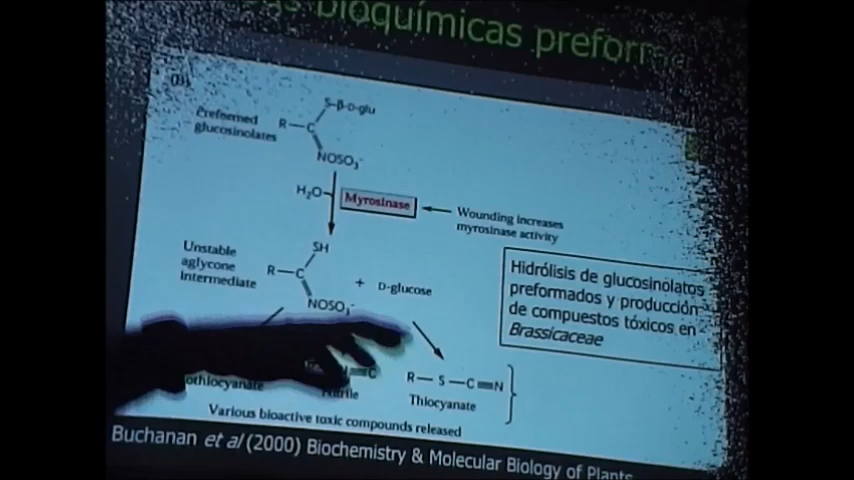 bioquímicas preforma
(B)
S–β-D-glu
Preformed
glucosinolates
R—C
NOSO₃⁻
H₂O
Myrosinase
Wounding increases
myrosinase activity
Unstable
aglycone
intermediate
SH
R—C
NOSO₃⁻
+ D-glucose
Hidrólisis de glucosinolatos
preformados y producción
de compuestos tóxicos en
Brassicaceae
≡C
R—S—C≡N
Nitrile
Thiocyanate
Various bioactive toxic compounds released
Buchanan et al (2000) Biochemistry & Molecular Biology of Plants